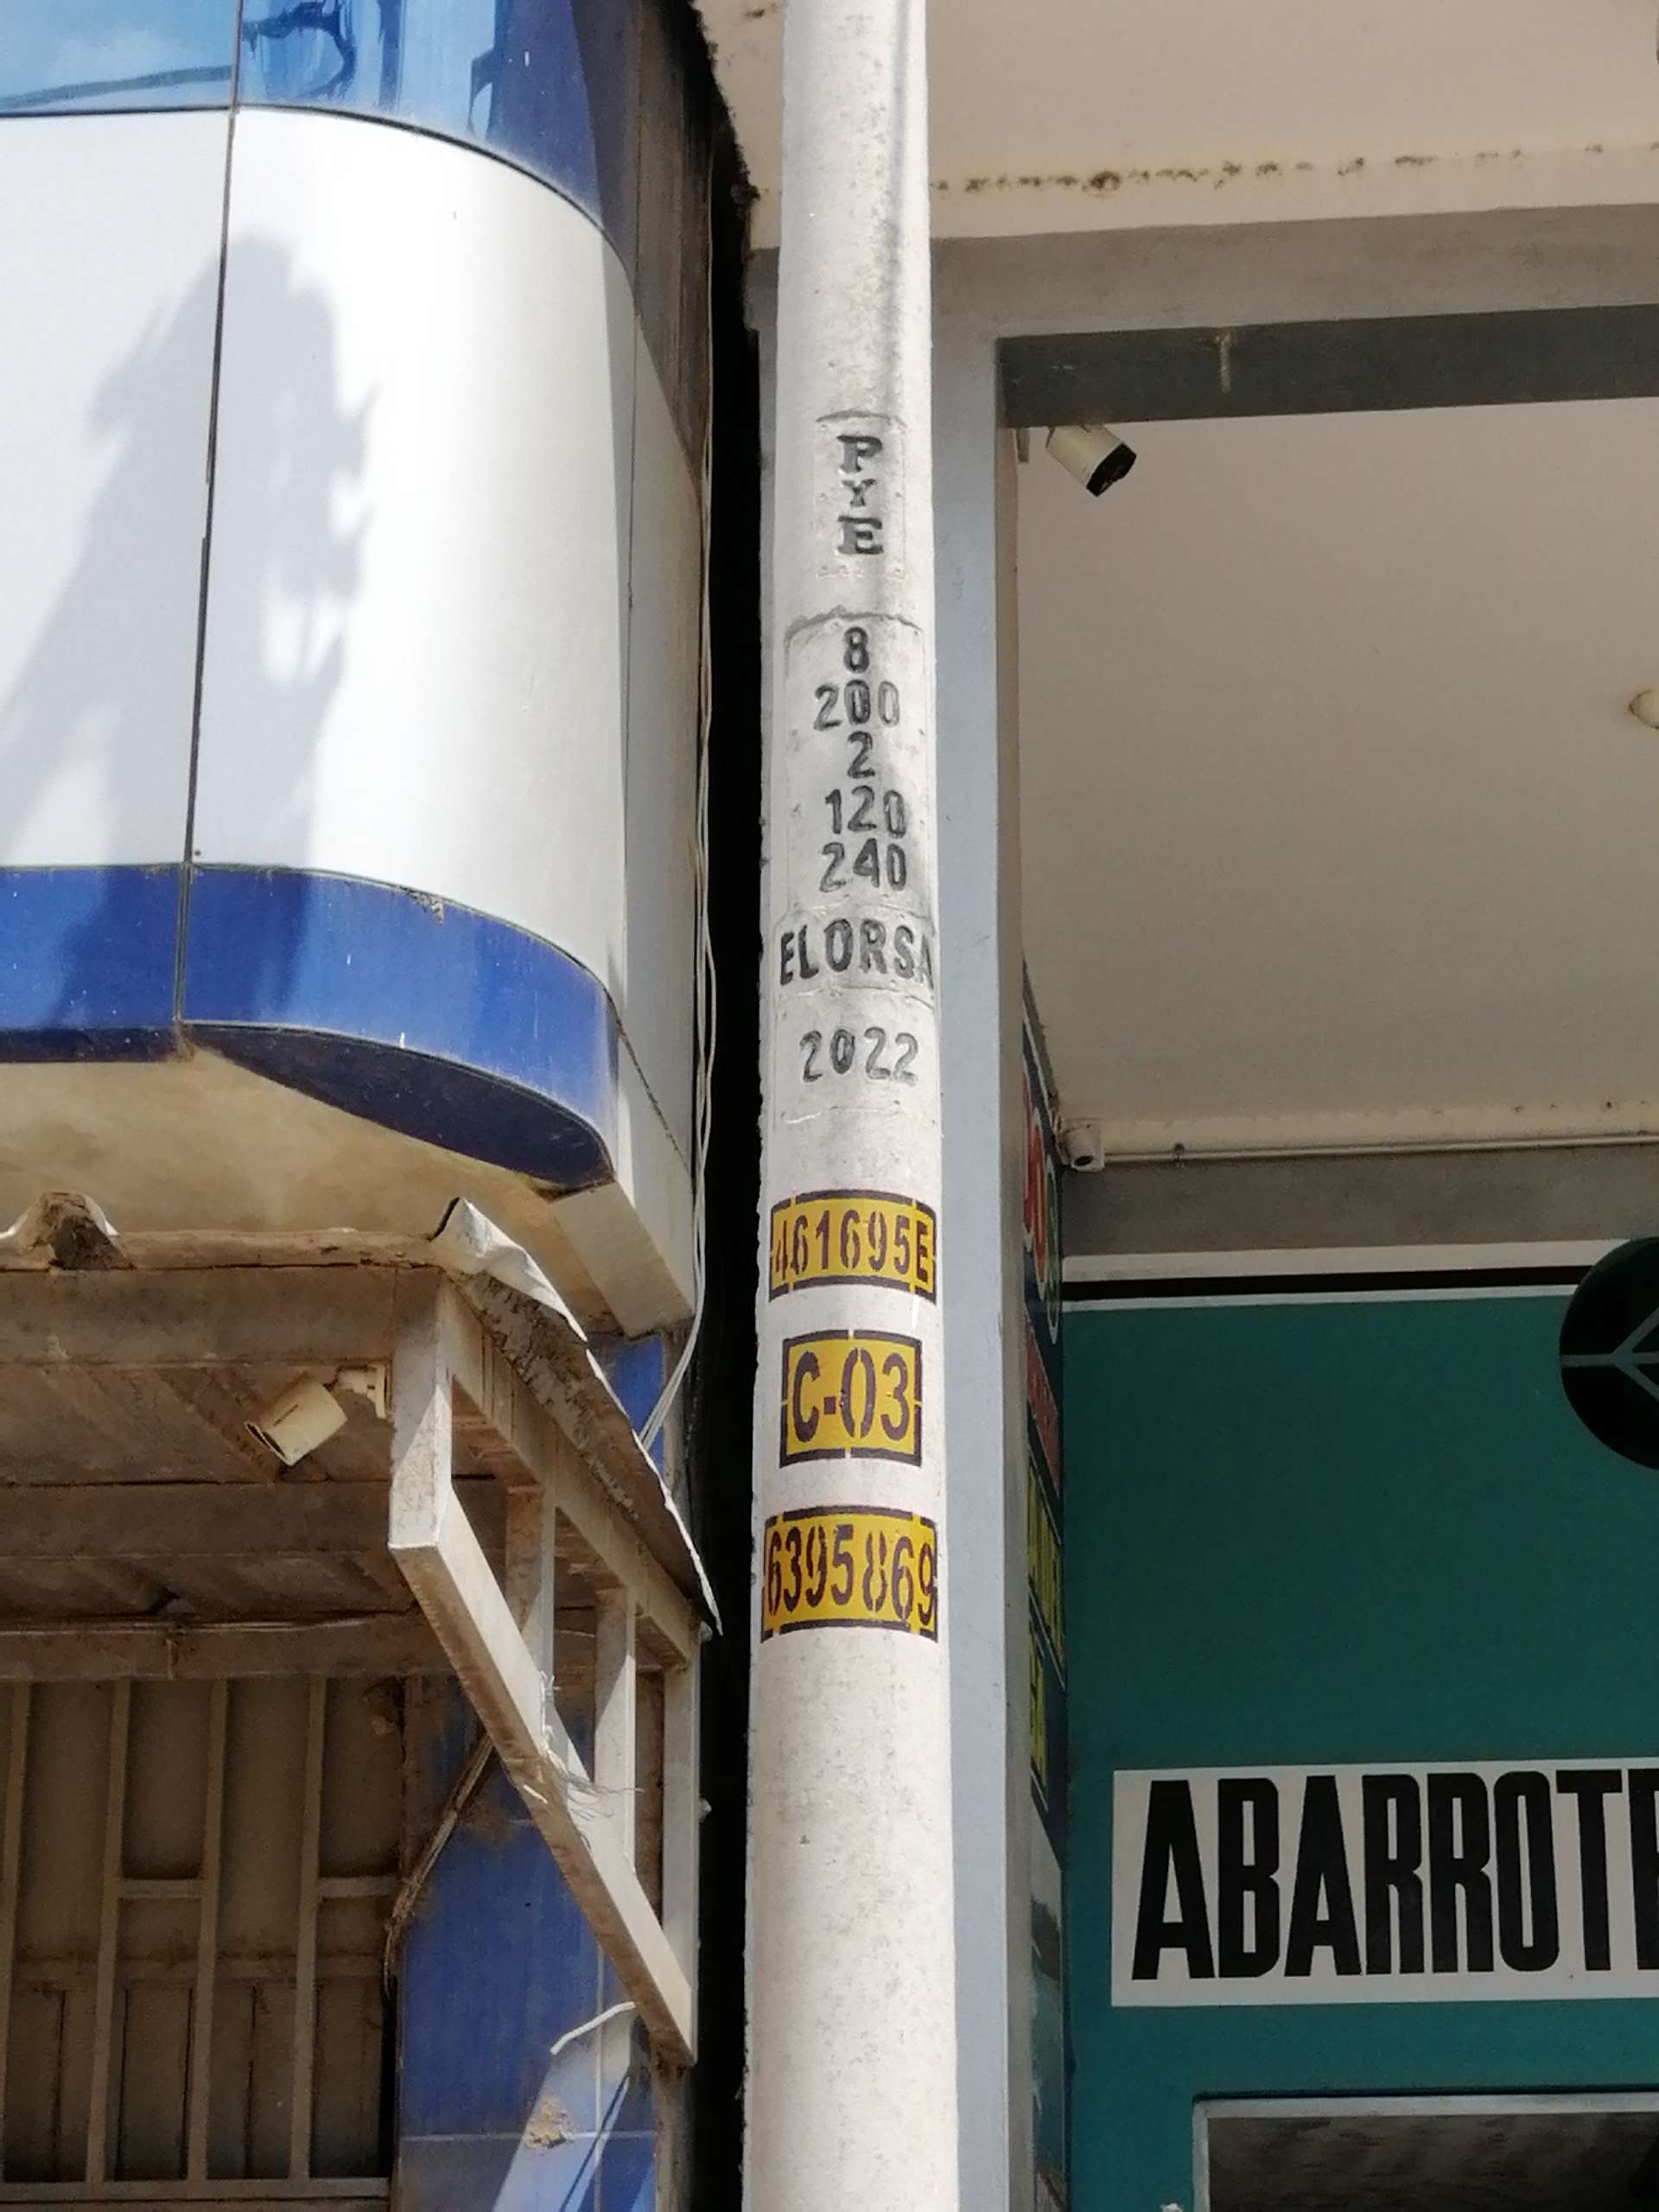 P
Y
E
8
200
2
120
240
ELORSA
2022
461695E
C-03
6395869
ABARROTE